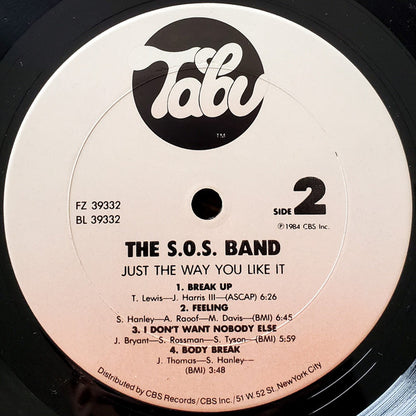 Tabu
TM
FZ 39332
BL 39332
SIDE 2
℗ 1984 CBS Inc.
THE S.O.S. BAND
JUST THE WAY YOU LIKE IT
1. BREAK UP
T. Lewis—J. Harris III—(ASCAP) 6:26
2. FEELING
S. Hanley—A. Raoof—M. Davis—(BMI) 6:45
3. I DON'T WANT NOBODY ELSE
J. Bryant—S. Rossman—S. Tyson—(BMI) 5:59
4. BODY BREAK
J. Thomas—S. Hanley—
(BMI) 3:48
Distributed by CBS Records/CBS Inc./51 W. 52 St. New York City